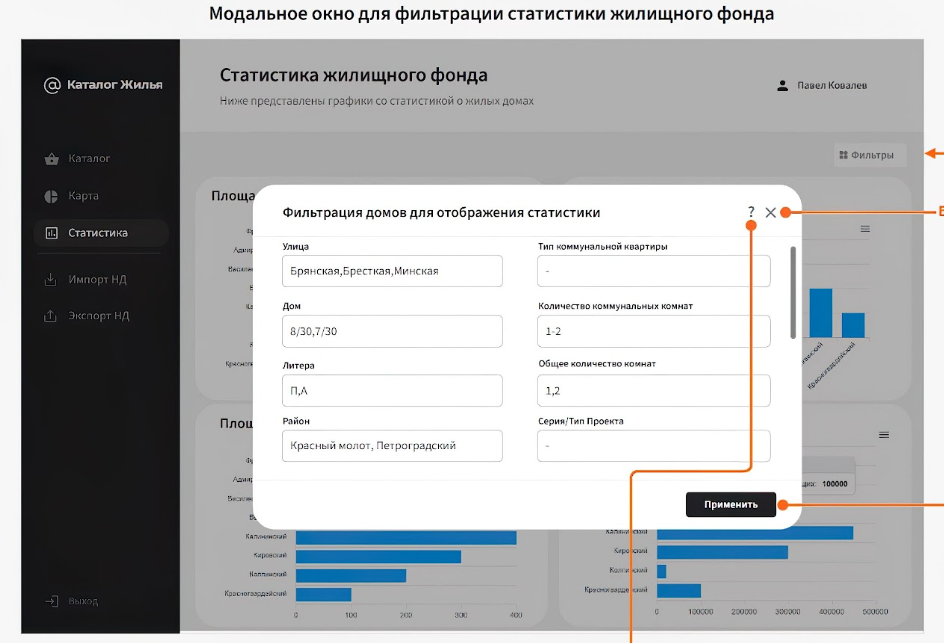 Модальное окно для фильтрации статистики жилищного фонда
@ Каталог Жилья
Каталог
Карта
Статистика
Импорт НД
Экспорт НД
Выход
Статистика жилищного фонда
Ниже представлены графики со статистикой о жилых домах
Павел Ковалев
Фильтры
Площа
Фильтрация домов для отображения статистики
?
Улица
Брянская,Бресткая,Минская
Дом
8/30,7/30
Литера
П,А
Район
Красный молот, Петроградский
Тип коммунальной квартиры
-
Количество коммунальных комнат
1-2
Общее количество комнат
1,2
Серия/Тип Проекта
-
Применить
Красногвардейский
Площ
Калининский
Кировский
Колпинский
Красногвардейский
0 100 200 300 400
100000
Калининский
Кировский
Колпинский
Красногвардейский
0 100000 200000 300000 400000 500000